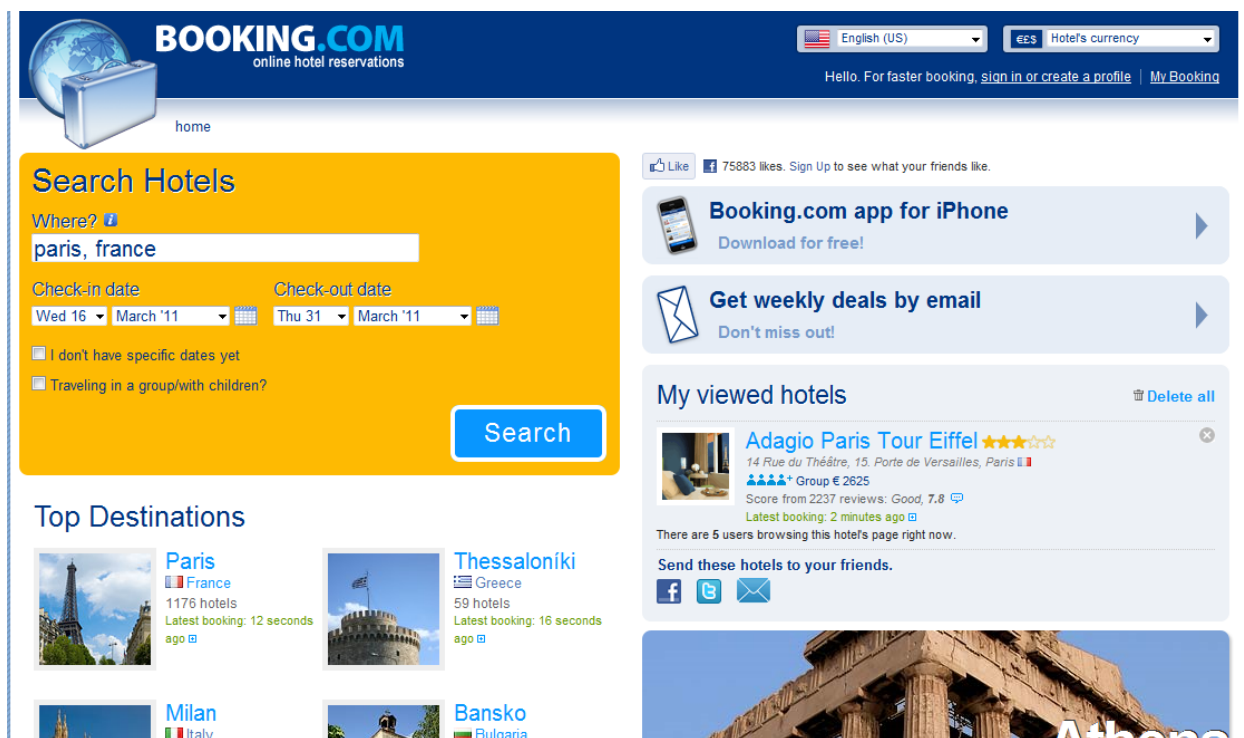 BOOKING.COM
online hotel reservations
English (US)
€£$ Hotel's currency
Hello. For faster booking, sign in or create a profile | My Booking
home
Search Hotels
Where?
paris, france
Check-in date
Check-out date
Wed 16 March '11
Thu 31 March '11
I don't have specific dates yet
Traveling in a group/with children?
Search
Top Destinations
Paris
France
1176 hotels
Latest booking: 12 seconds
ago
Thessaloníki
Greece
59 hotels
Latest booking: 16 seconds
ago
Milan
Italy
Bansko
Bulgaria
Like
75883 likes. Sign Up to see what your friends like.
Booking.com app for iPhone
Download for free!
Get weekly deals by email
Don't miss out!
My viewed hotels
Delete all
Adagio Paris Tour Eiffel
14 Rue du Théâtre, 15. Porte de Versailles, Paris
+ Group € 2625
Score from 2237 reviews: Good, 7.8
Latest booking: 2 minutes ago
There are 5 users browsing this hotel's page right now.
Send these hotels to your friends.
Athens